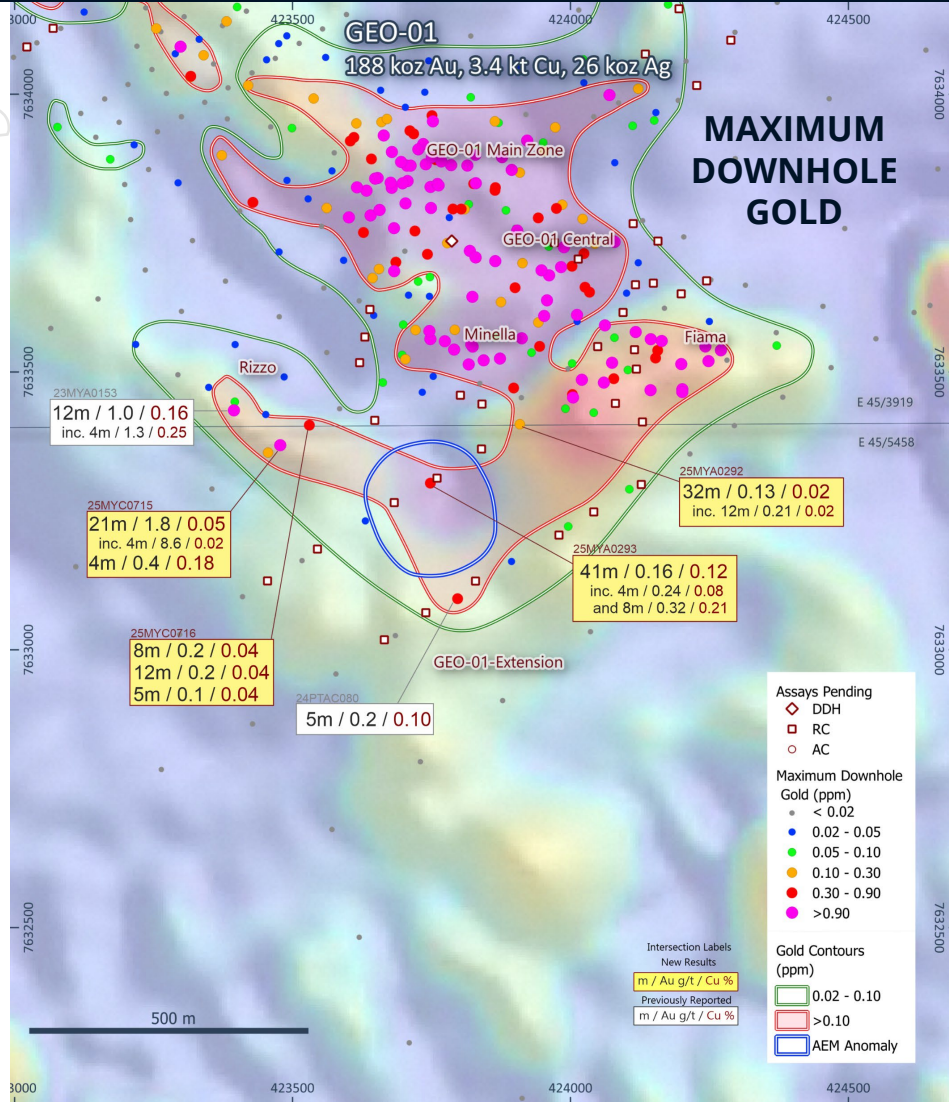 3000
423500
424000
424500
GEO-01
188 koz Au, 3.4 kt Cu, 26 koz Ag
7634000
7634000
MAXIMUM
DOWNHOLE
GOLD
GEO-01 Main Zone
GEO-01 Central
Minella
Fiama
Rizzo
7633500
7633500
23MYA0153
12m / 1.0 / 0.16
inc. 4m / 1.3 / 0.25
E 45/3919
E 45/5458
25MYA0292
32m / 0.13 / 0.02
inc. 12m / 0.21 / 0.02
25MYC0715
21m / 1.8 / 0.05
inc. 4m / 8.6 / 0.02
4m / 0.4 / 0.18
25MYA0293
41m / 0.16 / 0.12
inc. 4m / 0.24 / 0.08
and 8m / 0.32 / 0.21
25MYC0716
8m / 0.2 / 0.04
12m / 0.2 / 0.04
5m / 0.1 / 0.04
7633000
7633000
GEO-01-Extension
24PTAC080
5m / 0.2 / 0.10
Assays Pending
DDH
RC
AC
Maximum Downhole
Gold (ppm)
< 0.02
0.02 - 0.05
0.05 - 0.10
0.10 - 0.30
0.30 - 0.90
>0.90
7632500
7632500
Intersection Labels
New Results
m / Au g/t / Cu %
Previously Reported
m / Au g/t / Cu %
Gold Contours
(ppm)
0.02 - 0.10
>0.10
AEM Anomaly
500 m
3000
423500
424000
424500